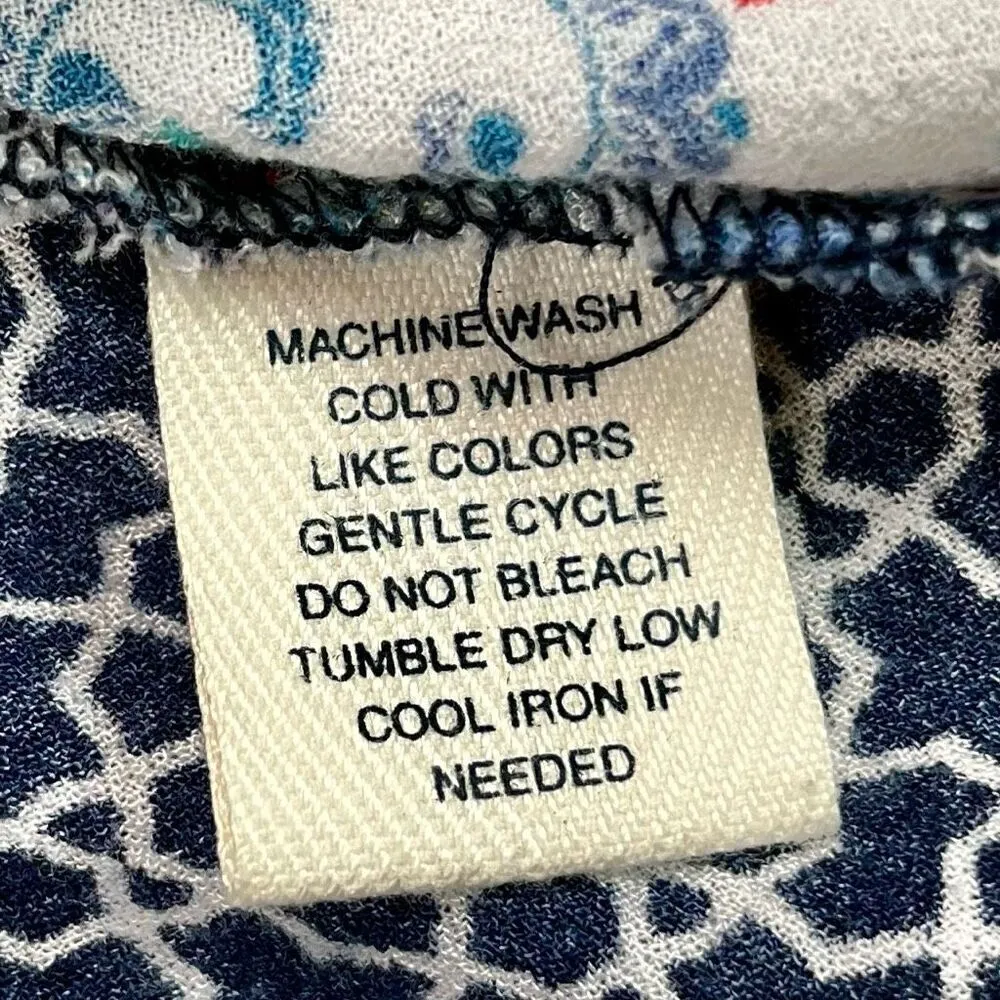 MACHINE WASH
COLD WITH
LIKE COLORS
GENTLE CYCLE
DO NOT BLEACH
TUMBLE DRY LOW
COOL IRON IF
NEEDED